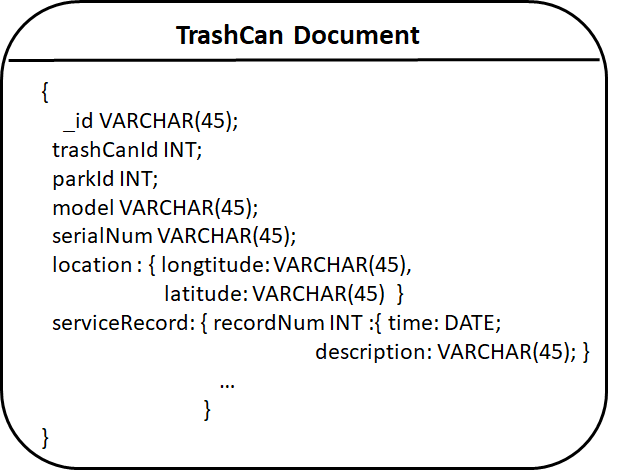 TrashCan Document
{
_id VARCHAR(45);
trashCanId INT;
parkId INT;
model VARCHAR(45);
serialNum VARCHAR(45);
location : { longtitude: VARCHAR(45),
latitude: VARCHAR(45) }
serviceRecord: { recordNum INT :{ time: DATE;
description: VARCHAR(45); }
...
}
}